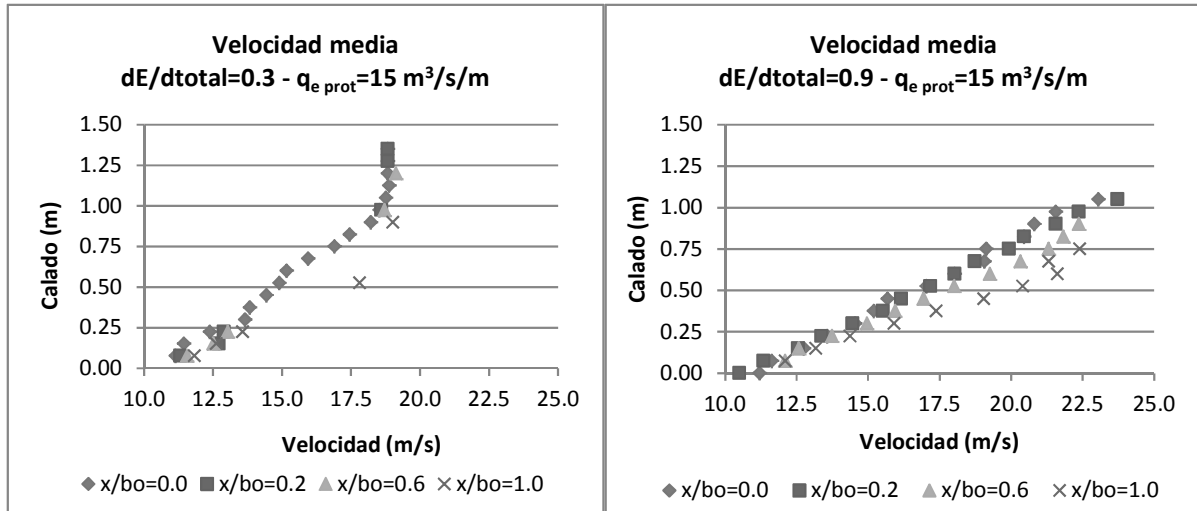 Velocidad media
dE/dtotal=0.3 - qe prot=15 m³/s/m
1.50
1.25
1.00
0.75
0.50
0.25
0.00
Calado (m)
10.0 12.5 15.0 17.5 20.0 22.5 25.0
Velocidad (m/s)
x/bo=0.0 x/bo=0.2 x/bo=0.6 x/bo=1.0
Velocidad media
dE/dtotal=0.9 - qe prot=15 m³/s/m
1.50
1.25
1.00
0.75
0.50
0.25
0.00
Calado (m)
10.0 12.5 15.0 17.5 20.0 22.5 25.0
Velocidad (m/s)
x/bo=0.0 x/bo=0.2 x/bo=0.6 x/bo=1.0